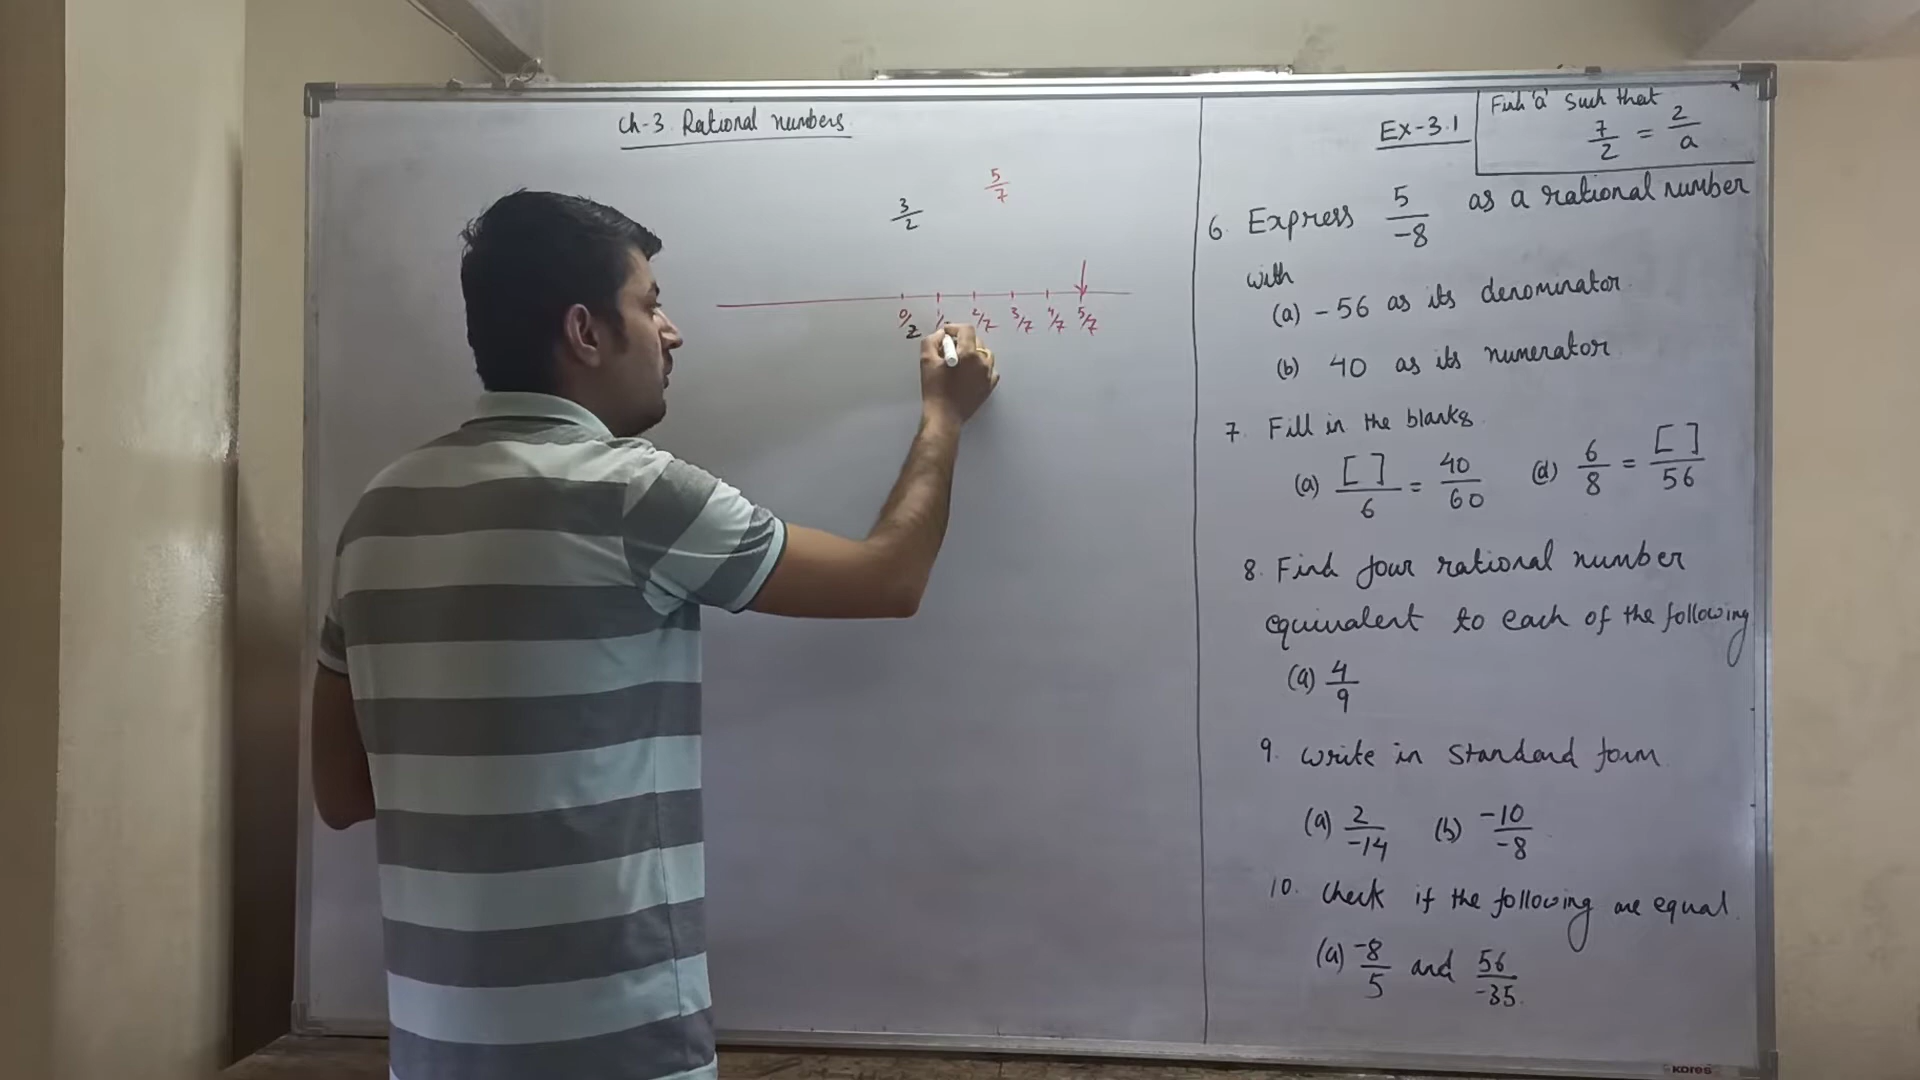 Ch-3. Rational numbers
5/7
3/2
0/2 2/7 3/7 4/7 5/7
Ex-3.1
Find 'a' such that
7/2 = 2/a
6. Express 5/-8 as a rational number
with
(a) -56 as its denominator.
(b) 40 as its numerator
7. Fill in the blanks.
(a) [ ]/6 = 40/60 (d) 6/8 = [ ]/56
8. Find four rational number
equivalent to each of the following
(a) 4/9
9. write in standard form.
(a) 2/-14 (b) -10/-8
10. check if the following are equal.
(a) -8/5 and 56/-35.
KORES